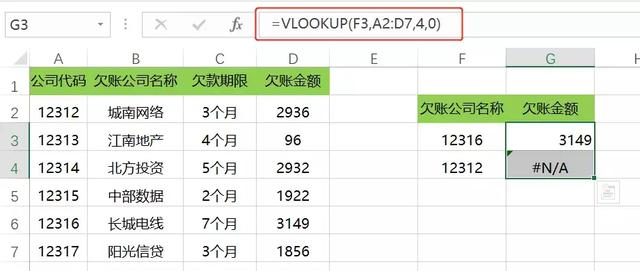 G3 fx =VLOOKUP(F3,A2:D7,4,0)
A B C D E F G H
1 公司代码 欠账公司名称 欠款期限 欠账金额
2 12312 城南网络 3个月 2936 欠账公司名称 欠账金额
3 12313 江南地产 4个月 96 12316 3149
4 12314 北方投资 5个月 2932 12312 #N/A
5 12315 中部数据 2个月 1922
6 12316 长城电线 7个月 3149
7 12317 阳光信贷 3个月 1856